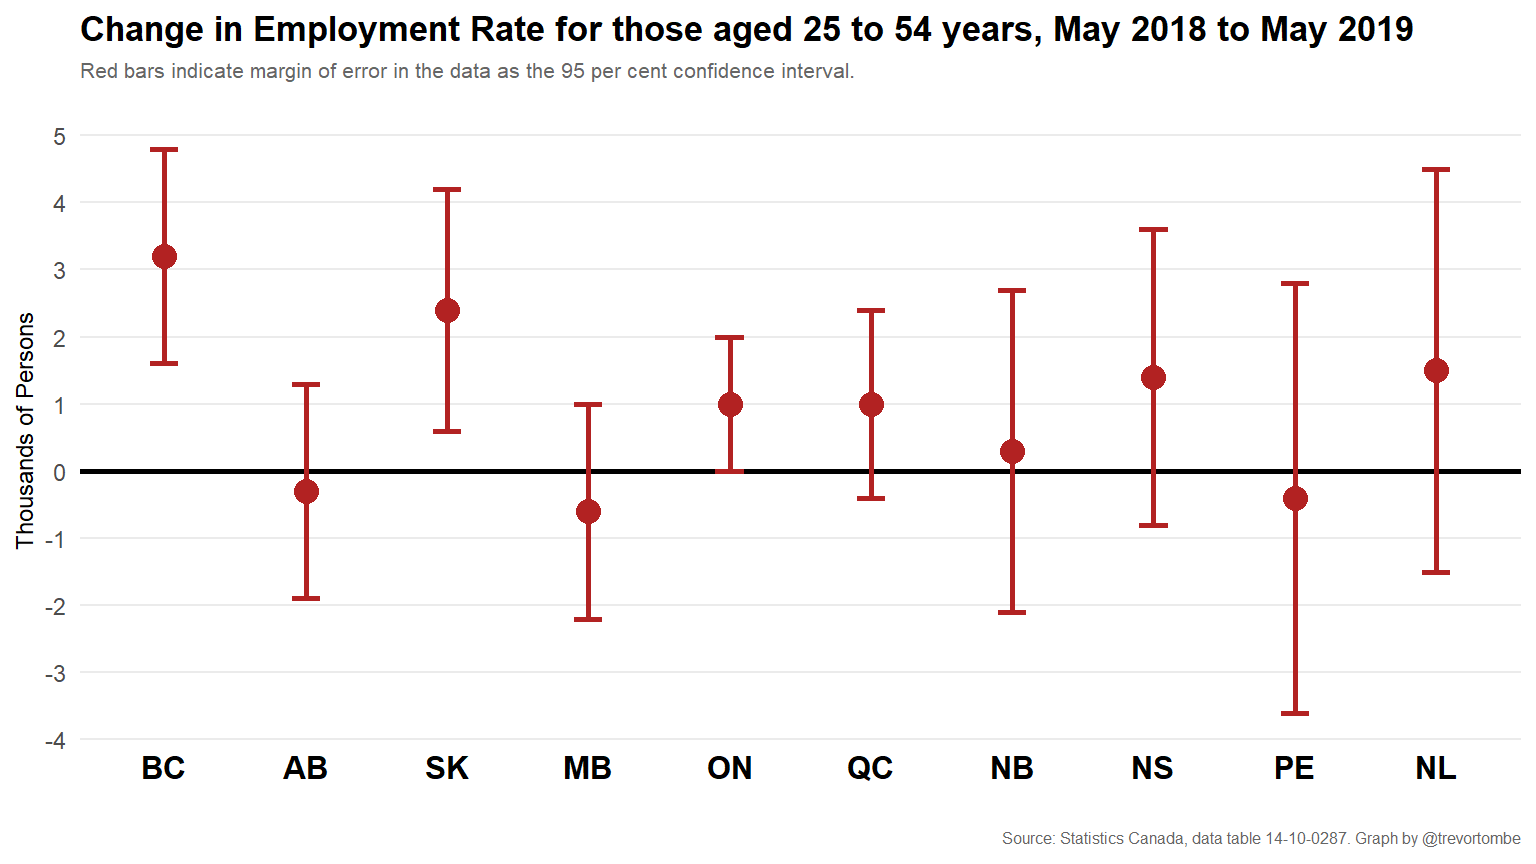 Change in Employment Rate for those aged 25 to 54 years, May 2018 to May 2019
Red bars indicate margin of error in the data as the 95 per cent confidence interval.
Thousands of Persons
5
4
3
2
1
0
-1
-2
-3
-4
BC AB SK MB ON QC NB NS PE NL
Source: Statistics Canada, data table 14-10-0287. Graph by @trevortombe